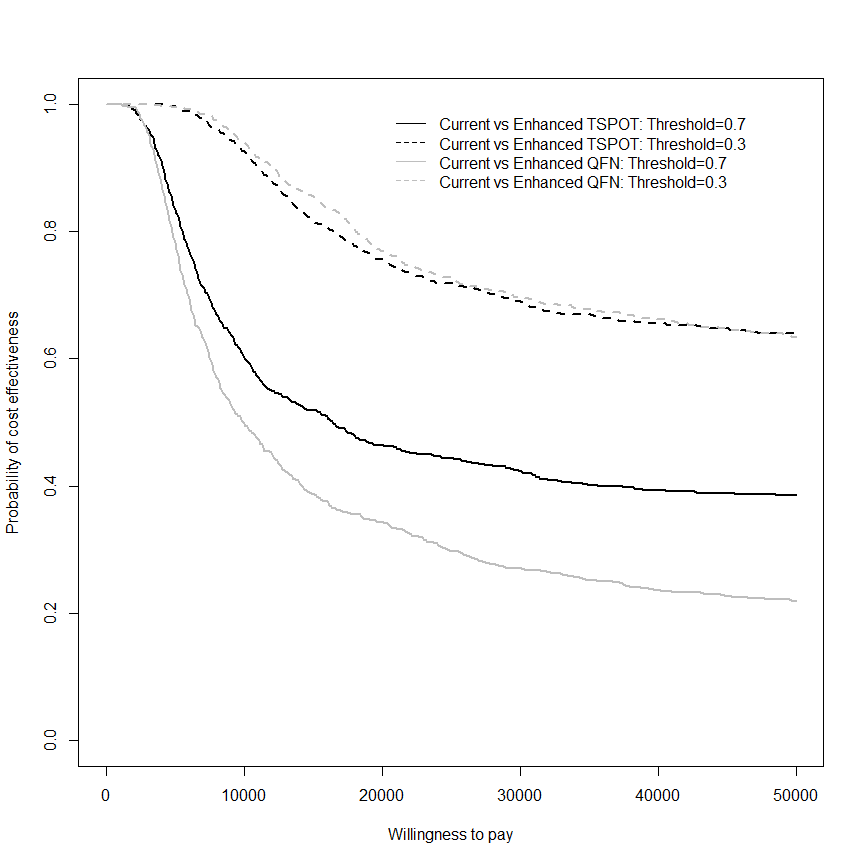 1.0
0.8
0.6
0.4
0.2
0.0
Probability of cost effectiveness
Current vs Enhanced TSPOT: Threshold=0.7
Current vs Enhanced TSPOT: Threshold=0.3
Current vs Enhanced QFN: Threshold=0.7
Current vs Enhanced QFN: Threshold=0.3
0 10000 20000 30000 40000 50000
Willingness to pay